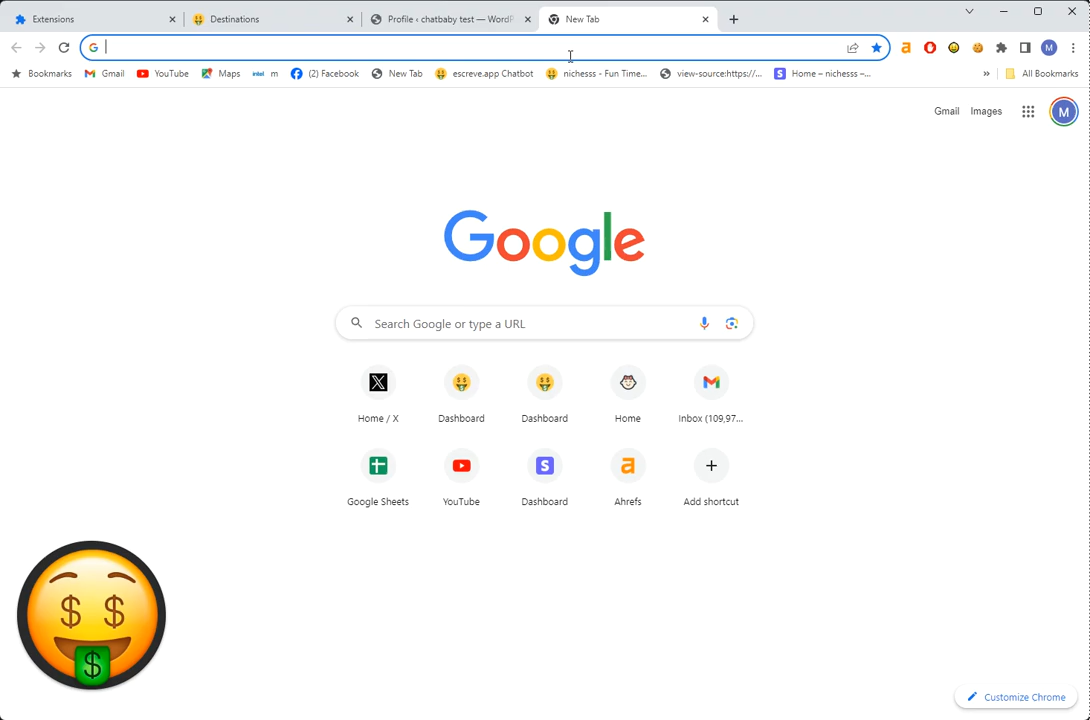 Extensions
Destinations
Profile ‹ chatbaby test — WordP
New Tab
Bookmarks
Gmail
YouTube
Maps
intel m
(2) Facebook
New Tab
escreve.app Chatbot
nichesss - Fun Time...
view-source:https://...
Home – nichesss –...
»
All Bookmarks
Gmail
Images
M
Google
Search Google or type a URL
Home / X
Dashboard
Dashboard
Home
Inbox (109,97...
Google Sheets
YouTube
Dashboard
Ahrefs
Add shortcut
Customize Chrome